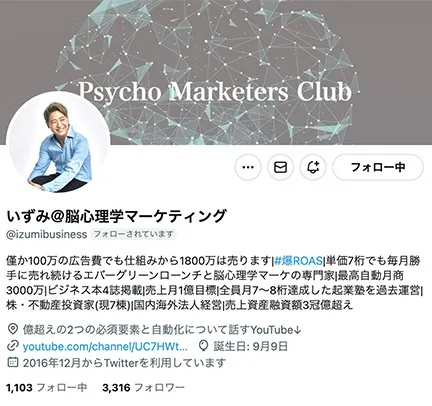 Psycho Marketers Club
フォロー中
いずみ@脳心理学マーケティング
@izumibusiness フォローされています
僅か100万の広告費でも仕組みから1800万は売ります|#爆ROAS|単価7桁でも毎月勝
手に売れ続けるエバーグリーンローンチと脳心理学マーケの専門家|最高自動月商
3000万|ビジネス本4誌掲載|売上月1億目標|全員月7〜8桁達成した起業塾を過去運営|
株・不動産投資家(現7棟)|国内海外法人経営|売上資産融資額3冠億超え
億超えの2つの必須要素と自動化について話すYouTube↓
youtube.com/channel/UC7HWt... 誕生日: 9月9日
2016年12月からTwitterを利用しています
1,103 フォロー中 3,316 フォロワー